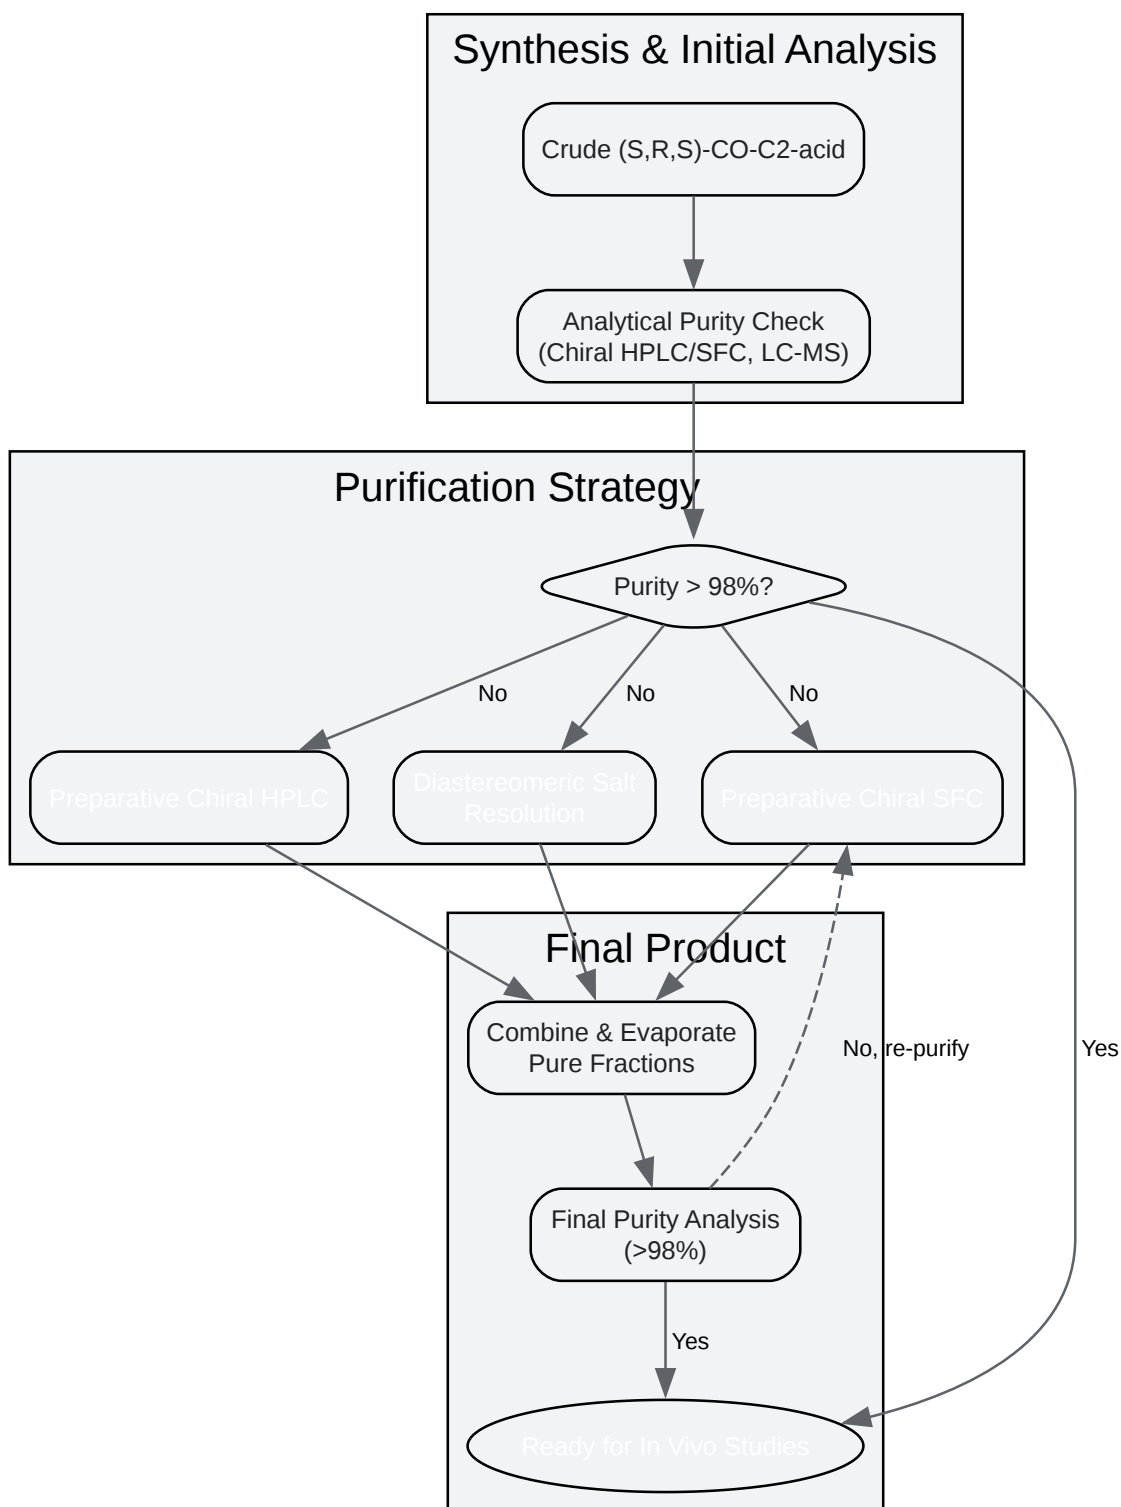 Synthesis & Initial Analysis
Crude (S,R,S)-CO-C2-acid
Analytical Purity Check
(Chiral HPLC/SFC, LC-MS)
Purification Strategy
Purity > 98%?
No
No
No
Preparative Chiral HPLC
Diastereomeric Salt
Resolution
Preparative Chiral SFC
Final Product
Combine & Evaporate
Pure Fractions
No, re-purify
Yes
Final Purity Analysis
(>98%)
Yes
Ready for In Vivo Studies